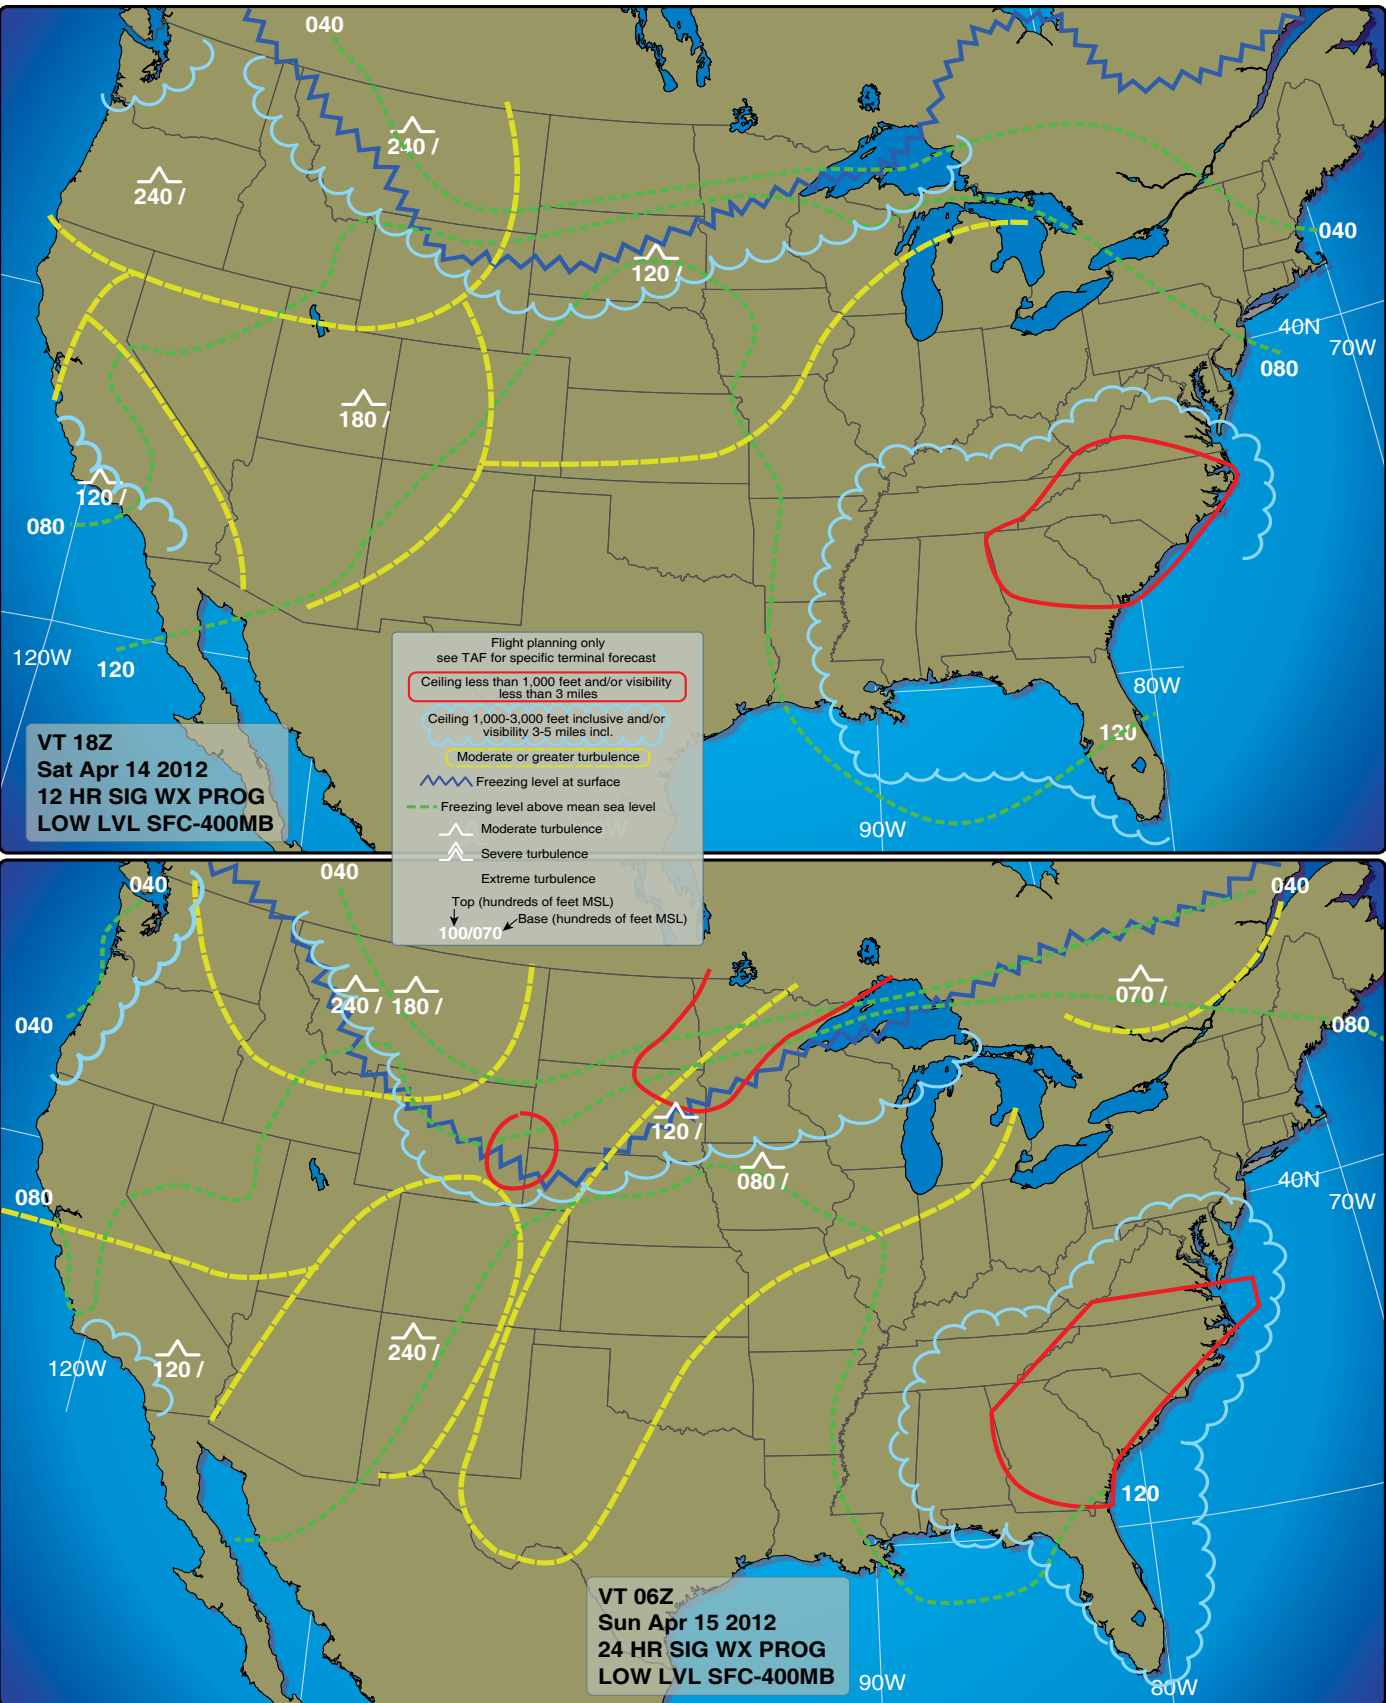 040
240 /
240 /
120 /
040
40N
70W
080
180 /
120 /
080
120W
120
80W
120
90W
VT 18Z
Sat Apr 14 2012
12 HR SIG WX PROG
LOW LVL SFC-400MB
Flight planning only
see TAF for specific terminal forecast
Ceiling less than 1,000 feet and/or visibility
less than 3 miles
Ceiling 1,000-3,000 feet inclusive and/or
visibility 3-5 miles incl.
Moderate or greater turbulence
Freezing level at surface
Freezing level above mean sea level
Moderate turbulence
Severe turbulence
Extreme turbulence
Top (hundreds of feet MSL)
Base (hundreds of feet MSL)
100/070
040
040
040
240 /
180 /
070 /
040
080
120 /
080 /
40N
70W
080
120W
120 /
240 /
120
VT 06Z
Sun Apr 15 2012
24 HR SIG WX PROG
LOW LVL SFC-400MB
90W
80W